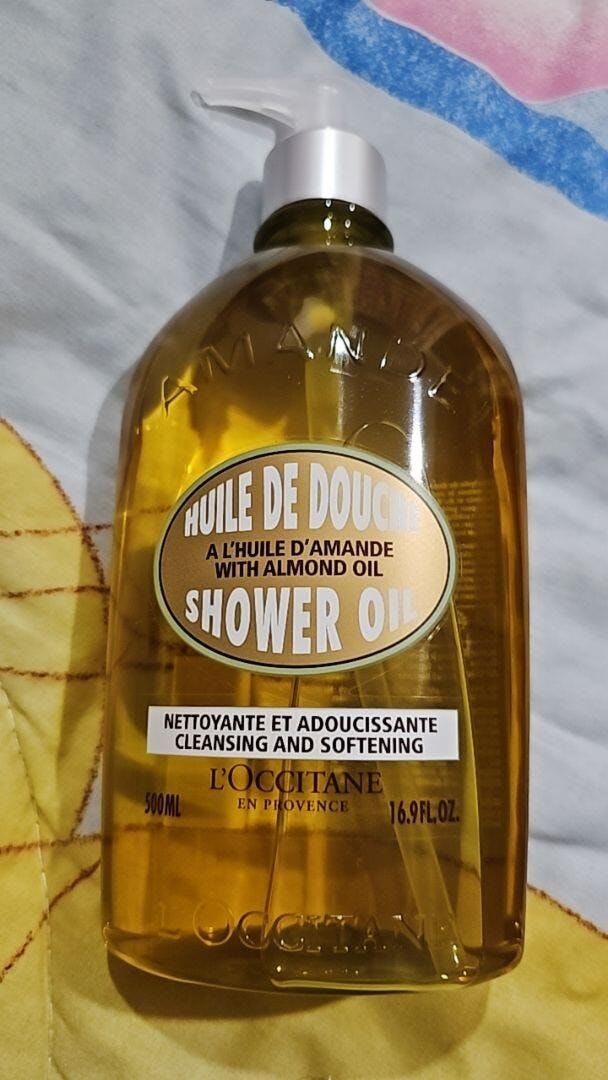 AMANDE
HUILE DE DOUCHE
A L'HUILE D'AMANDE
WITH ALMOND OIL
SHOWER OIL
NETTOYANTE ET ADOUCISSANTE
CLEANSING AND SOFTENING
L'OCCITANE
EN PROVENCE
500ML
16.9FL.OZ.
L'OCCITANE